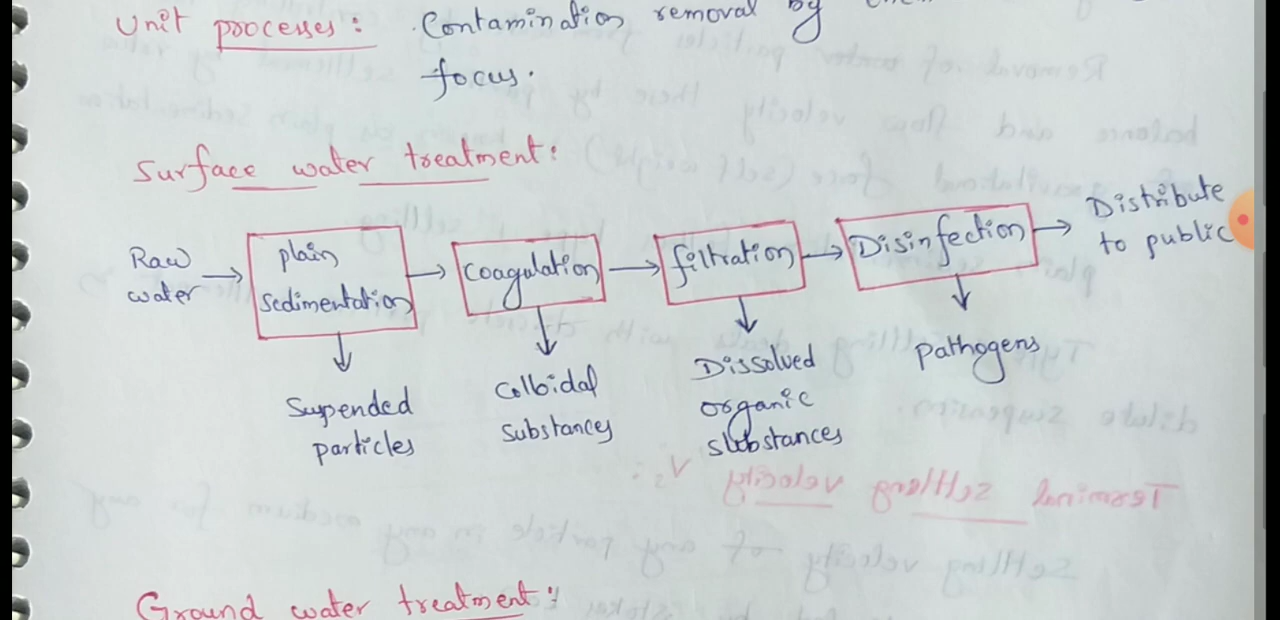 Unit processes: Contamination removal by
focus.
Surface water treatment:
Raw water → plain sedimentation → coagulation → filtration → Disinfection → Distribute to public
↓ Suspended particles
↓ Colloidal substances
↓ Dissolved organic substances
↓ pathogens
Ground water treatment: